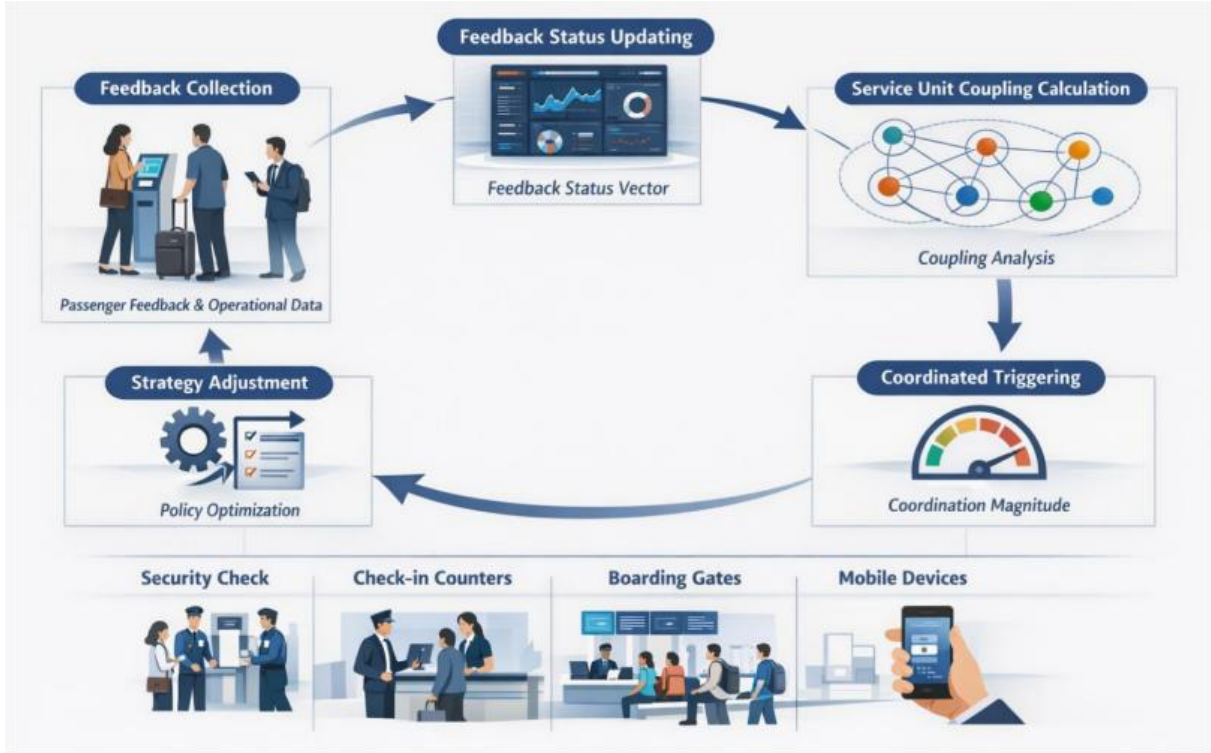 Feedback Status Updating
Feedback Collection
Service Unit Coupling Calculation
Feedback Status Vector
Coupling Analysis
Passenger Feedback & Operational Data
Strategy Adjustment
Coordinated Triggering
Policy Optimization
Coordination Magnitude
Security Check
Check-in Counters
Boarding Gates
Mobile Devices